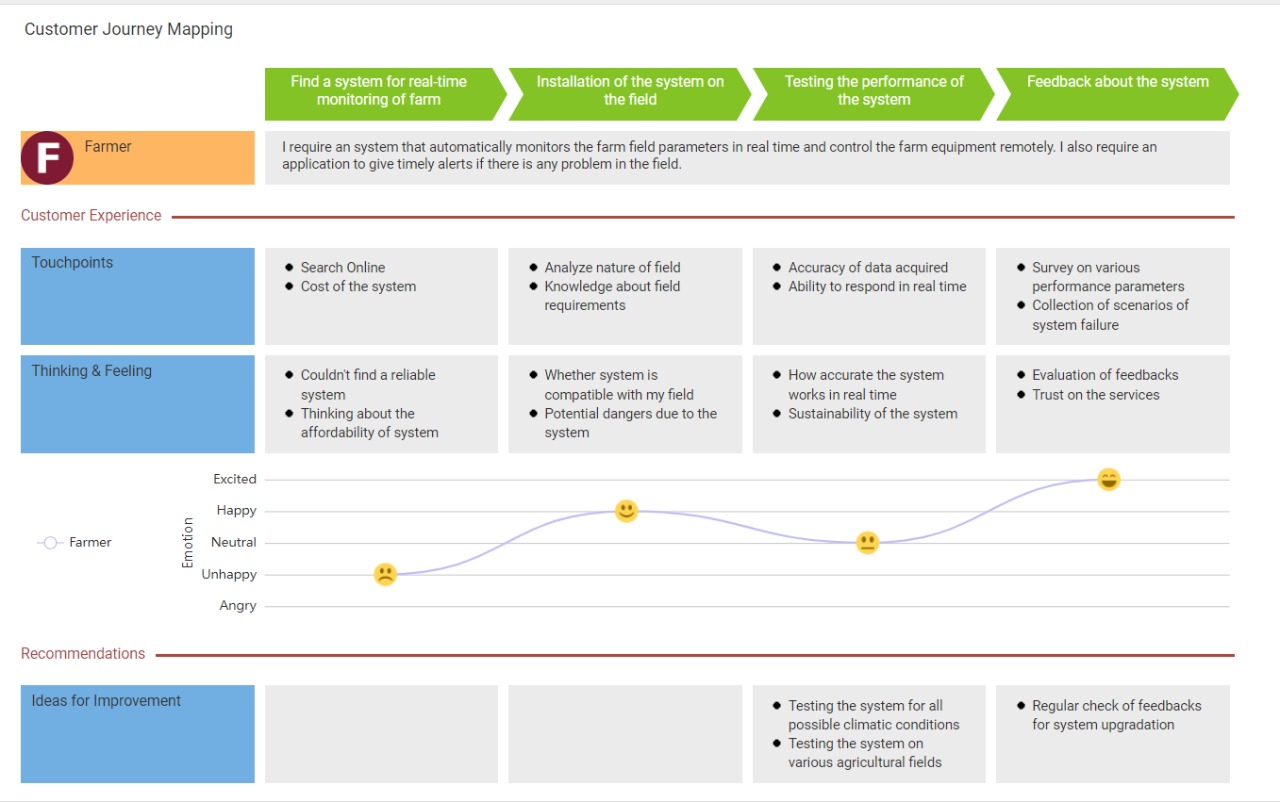 Customer Journey Mapping
Find a system for real-time
monitoring of farm
Installation of the system on
the field
Testing the performance of
the system
Feedback about the system
F
Farmer
I require an system that automatically monitors the farm field parameters in real time and control the farm equipment remotely. I also require an
application to give timely alerts if there is any problem in the field.
Customer Experience
Touchpoints
Search Online
Cost of the system
Analyze nature of field
Knowledge about field
requirements
Accuracy of data acquired
Ability to respond in real time
Survey on various
performance parameters
Collection of scenarios of
system failure
Thinking & Feeling
Couldn't find a reliable
system
Thinking about the
affordability of system
Whether system is
compatible with my field
Potential dangers due to the
system
How accurate the system
works in real time
Sustainability of the system
Evaluation of feedbacks
Trust on the services
Farmer
Emotion
Excited
Happy
Neutral
Unhappy
Angry
Recommendations
Ideas for Improvement
Testing the system for all
possible climatic conditions
Testing the system on
various agricultural fields
Regular check of feedbacks
for system upgradation